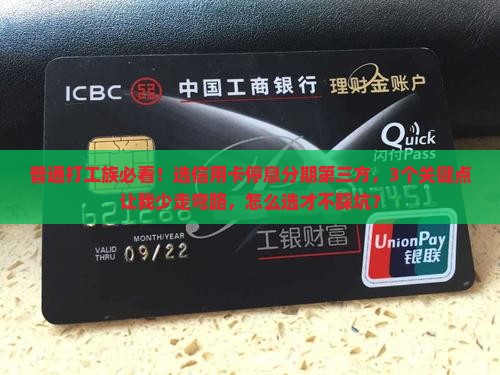 ICBC 中国工商银行 理财金账户
Quick
闪付Pass
普通打工族必看！选信用卡停息分期第三方，3个关键点
让我少走弯路，怎么选才不踩坑？
621288
247451
MONTH/YEAR
VALID
THRU 09/22
工银财富
UnionPay
银联